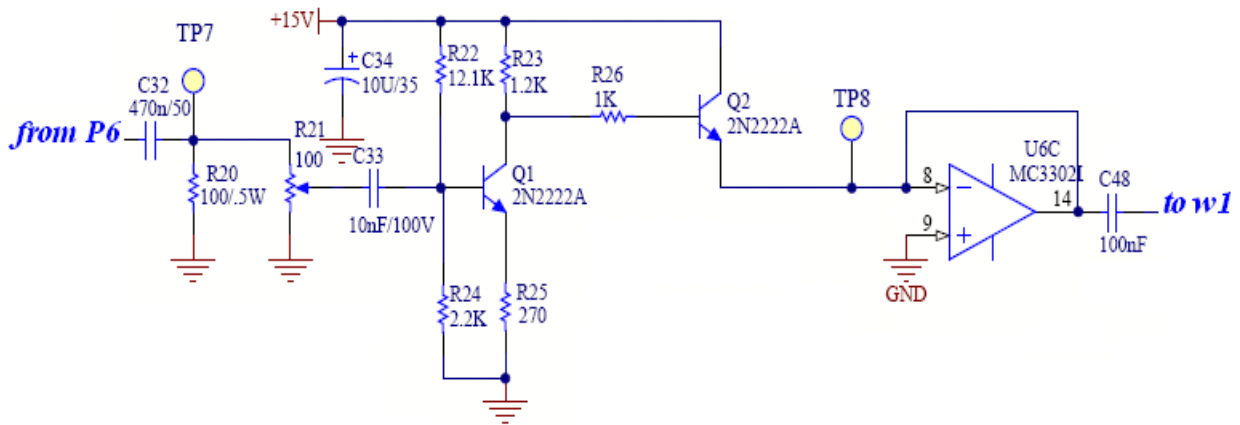 +15V
TP7
C32
470n/50
from P6
R20
100/.5W
R21
100
C33
10nF/100V
C34
10U/35
+
R22
12.1K
R23
1.2K
R26
1K
Q1
2N2222A
Q2
2N2222A
R24
2.2K
R25
270
TP8
U6C
MC3302I
8
9
14
GND
C48
100nF
to w1